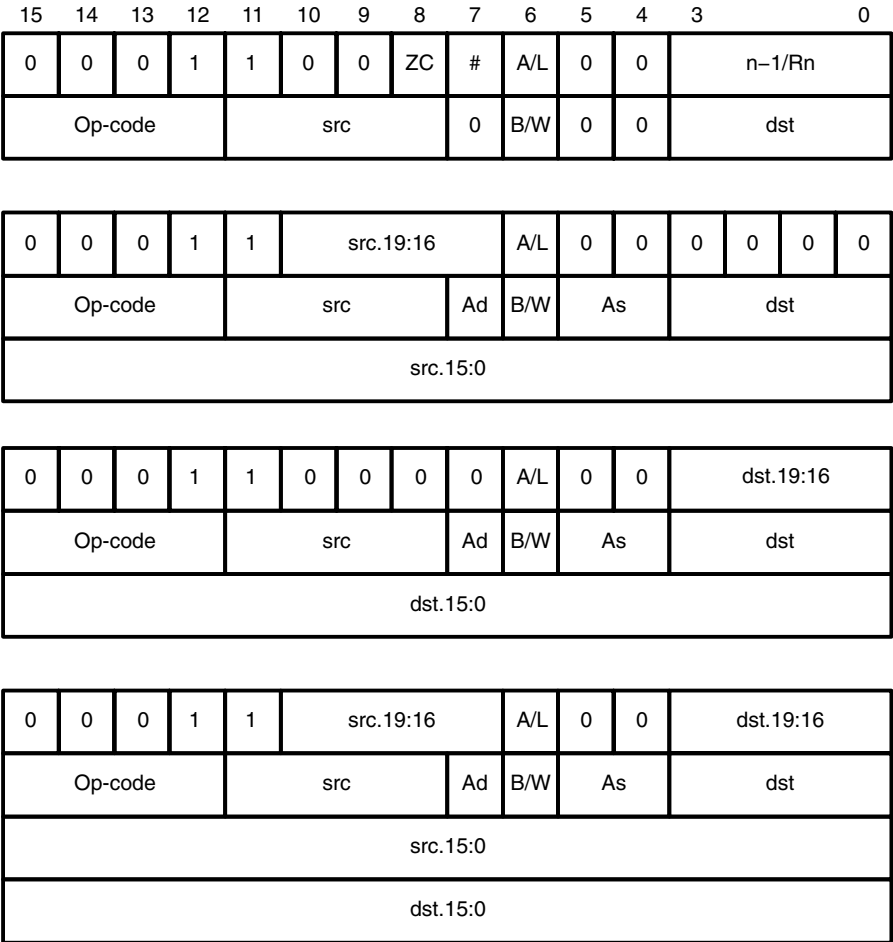 15 14 13 12 11 10 9 8 7 6 5 4 3 0
0 0 0 1 1 0 0 ZC # A/L 0 0 n−1/Rn
Op-code src 0 B/W 0 0 dst
0 0 0 1 1 src.19:16 A/L 0 0 0 0 0 0
Op-code src Ad B/W As dst
src.15:0
0 0 0 1 1 0 0 0 0 A/L 0 0 dst.19:16
Op-code src Ad B/W As dst
dst.15:0
0 0 0 1 1 src.19:16 A/L 0 0 dst.19:16
Op-code src Ad B/W As dst
src.15:0
dst.15:0